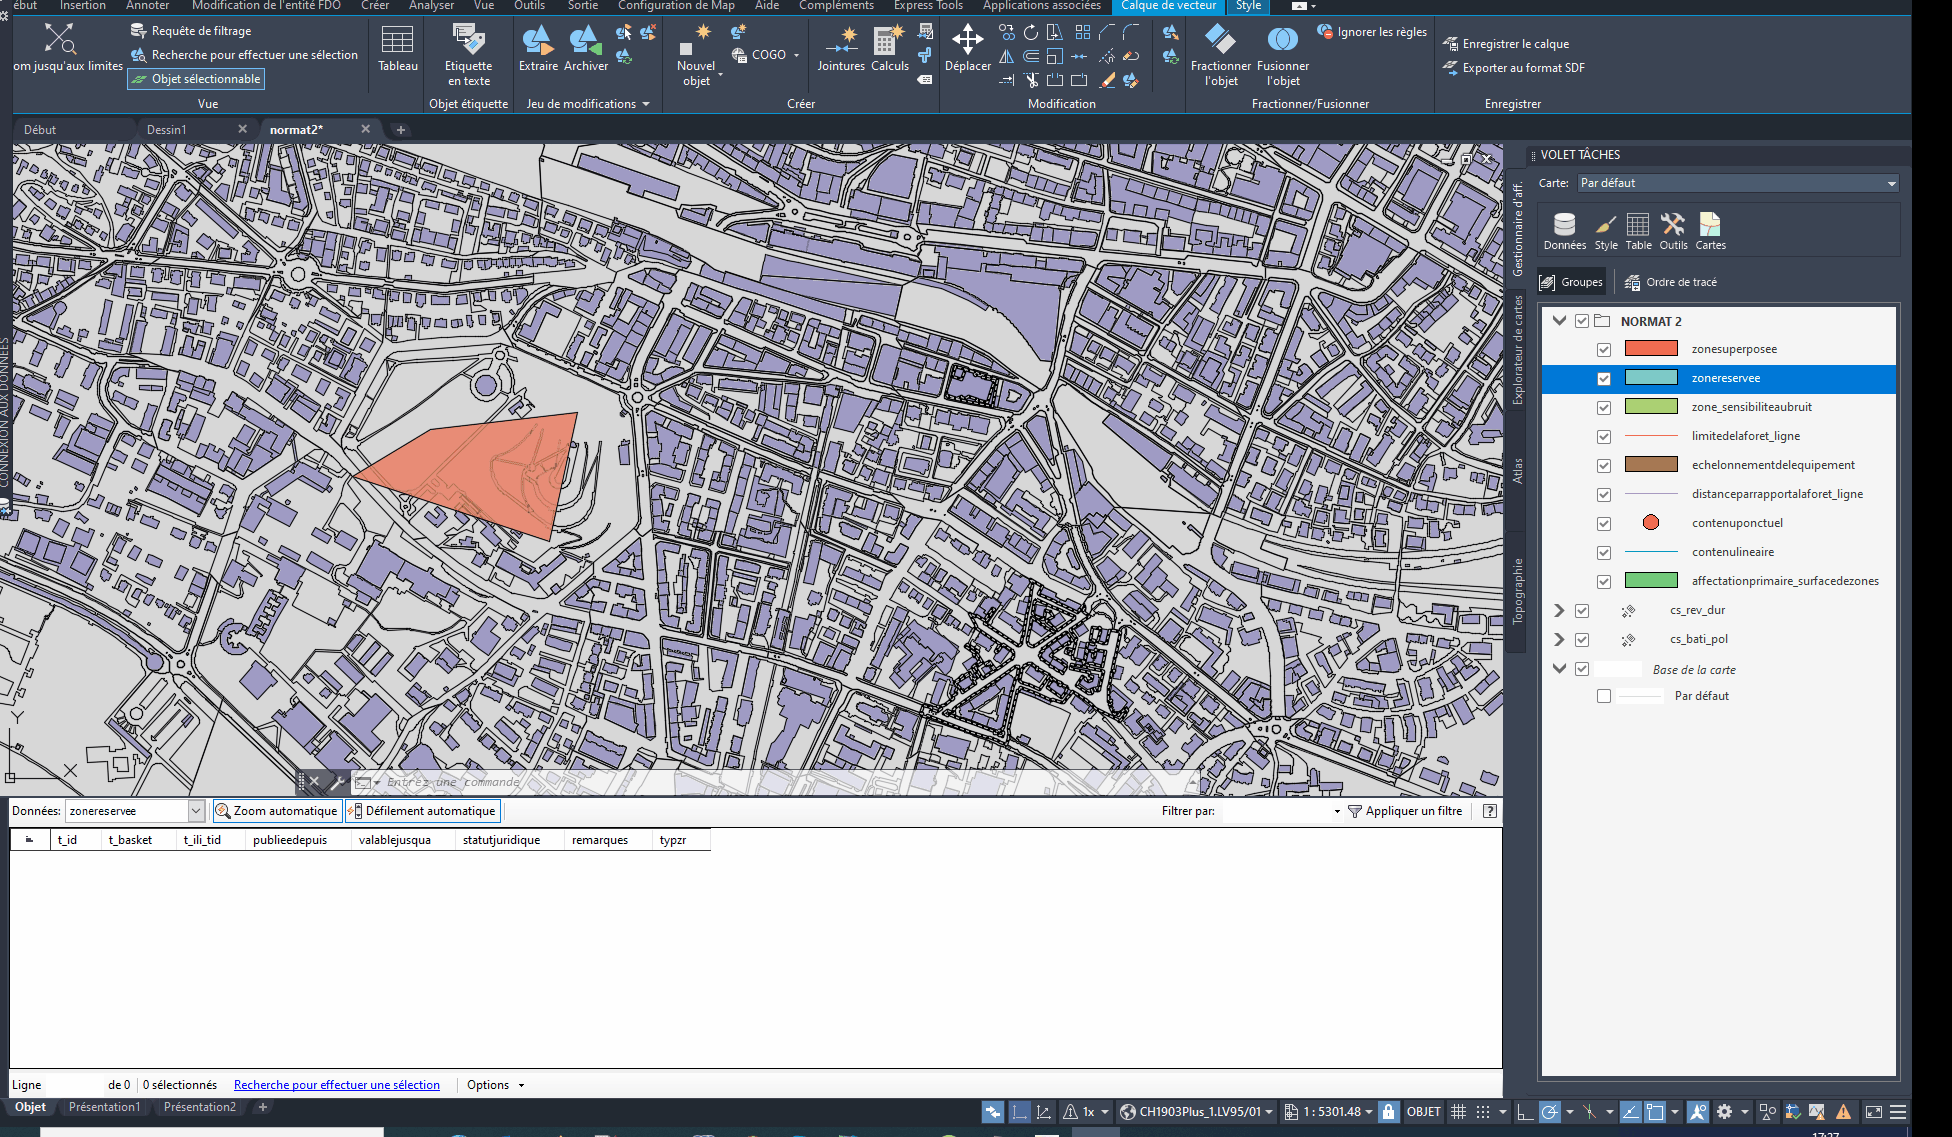 ébut Insertion Annoter Modification de l'entité FDO Créer Analyser Vue Outils Sortie Configuration de Map Aide Compléments Express Tools Applications associées Calque de vecteur Style
om jusqu'aux limites
Requête de filtrage
Recherche pour effectuer une sélection
Objet sélectionnable
Vue
Tableau
Etiquette
en texte
Objet étiquette
Extraire
Archiver
Jeu de modifications
Nouvel
objet
COGO
Jointures
Calculs
Créer
Déplacer
Modification
Fractionner
l'objet
Fusionner
l'objet
Ignorer les règles
Fractionner/Fusionner
Enregistrer le calque
Exporter au format SDF
Enregistrer
Début
Dessin1
normat2*
CONNEXION AUX DONNÉES
Y
X
Entrez une commande
Gestionnaire d'aff.
Explorateur de cartes
Atlas
Topographie
VOLET TÂCHES
Carte: Par défaut
Données Style Table Outils Cartes
Groupes
Ordre de tracé
NORMAT 2
zonesuperposee
zonereservee
zone_sensibiliteaubruit
limitedelaforet_ligne
echelonnementdelequipement
distanceparrapportalaforet_ligne
contenuponctuel
contenulineaire
affectationprimaire_surfacedezones
cs_rev_dur
cs_bati_pol
Base de la carte
Par défaut
Données: zonereservee Zoom automatique Défilement automatique Filtrer par: Appliquer un filtre ?
t_id t_basket t_ili_tid publieedepuis valablejusqua statutjuridique remarques typzr
Ligne de 0 0 sélectionnés Recherche pour effectuer une sélection Options
Objet Présentation1 Présentation2 +
1x CH1903Plus_1.LV95/01 1 : 5301.48 OBJET
17:27